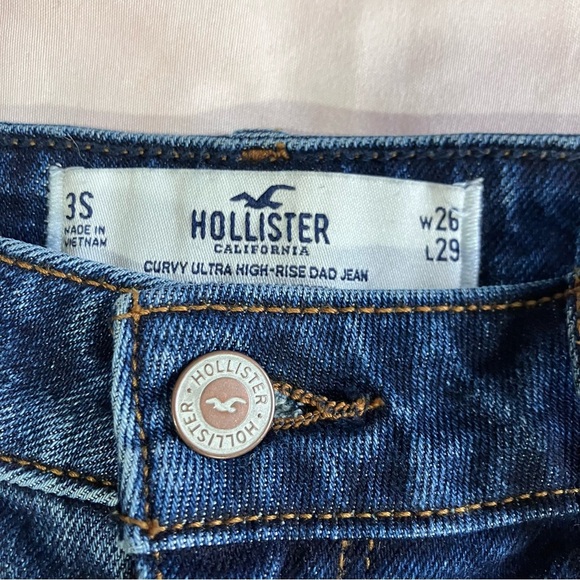 3S
MADE IN
VIETNAM
HOLLISTER
CALIFORNIA
CURVY ULTRA HIGH-RISE DAD JEAN
W26
L29
HOLLISTER · HOLLISTER ·